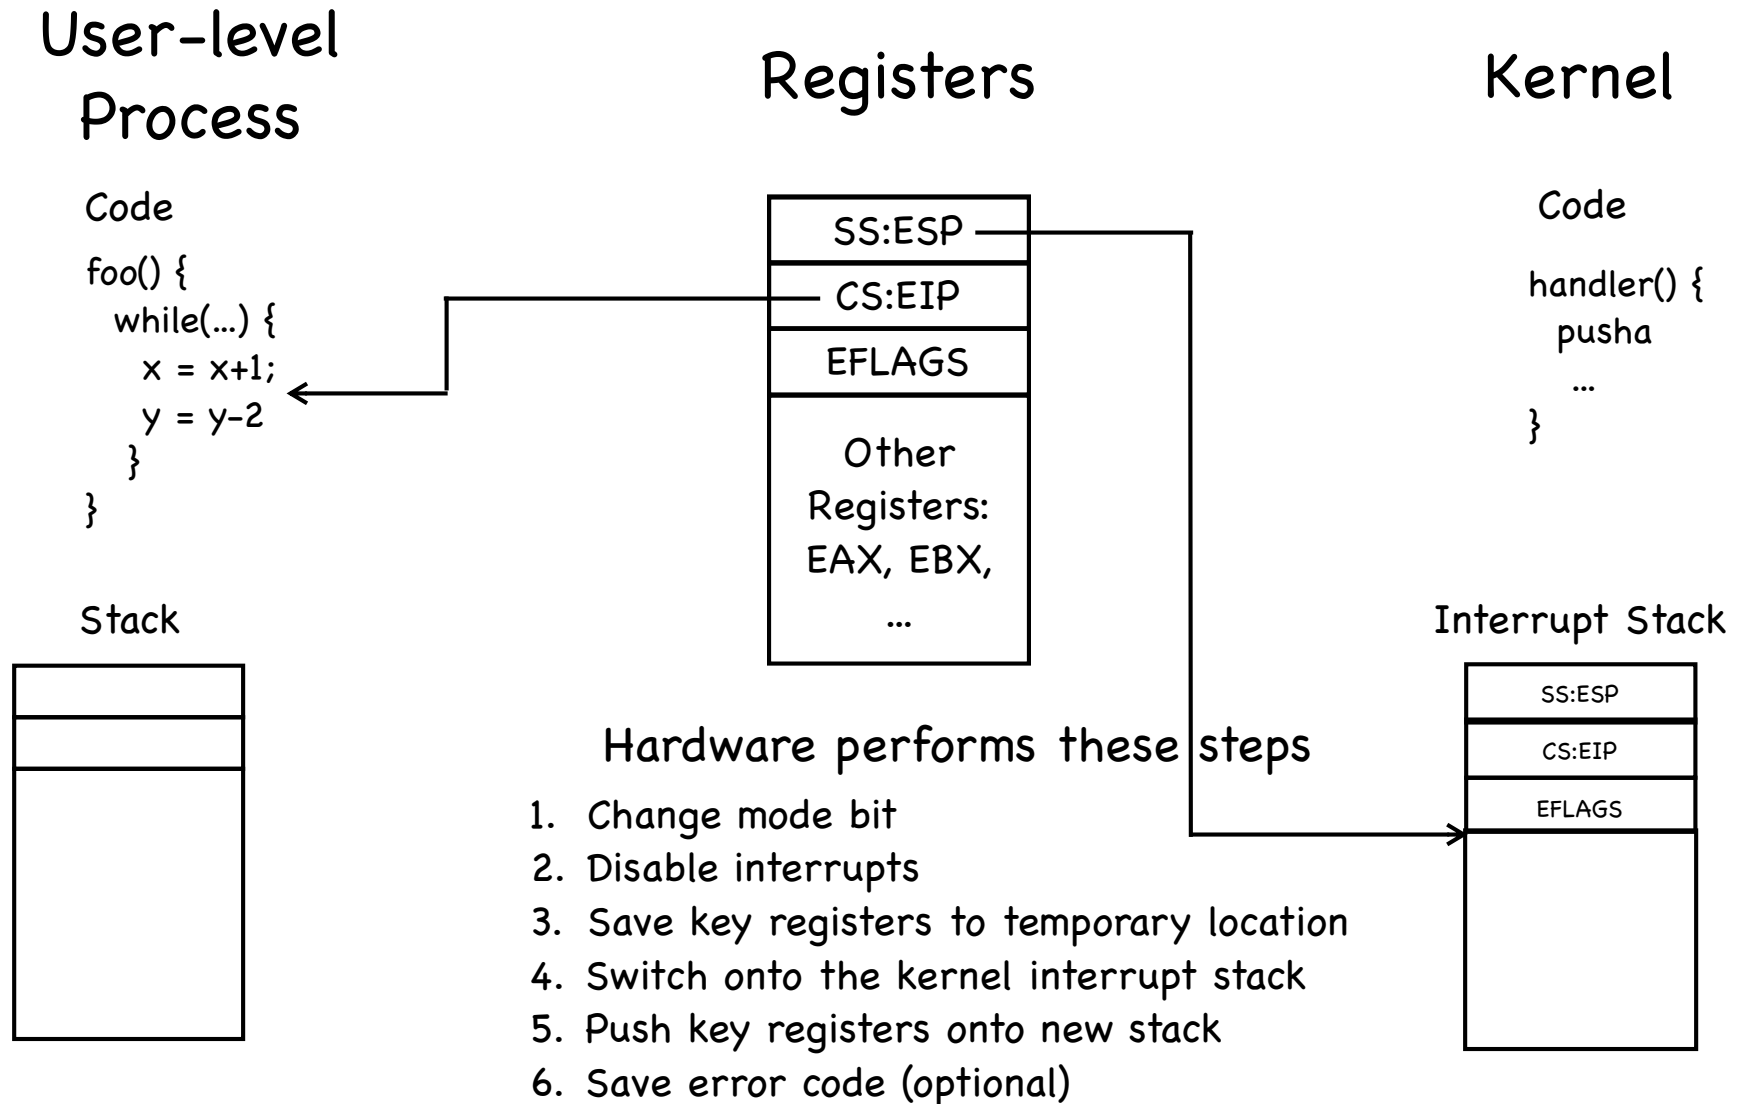 User-level
Process
Registers
Kernel
Code
foo() {
while(...) {
x = x+1;
y = y-2
}
}
Stack
SS:ESP
CS:EIP
EFLAGS
Other
Registers:
EAX, EBX,
...
Code
handler() {
pusha
...
}
Interrupt Stack
SS:ESP
CS:EIP
EFLAGS
Hardware performs these steps
1. Change mode bit
2. Disable interrupts
3. Save key registers to temporary location
4. Switch onto the kernel interrupt stack
5. Push key registers onto new stack
6. Save error code (optional)